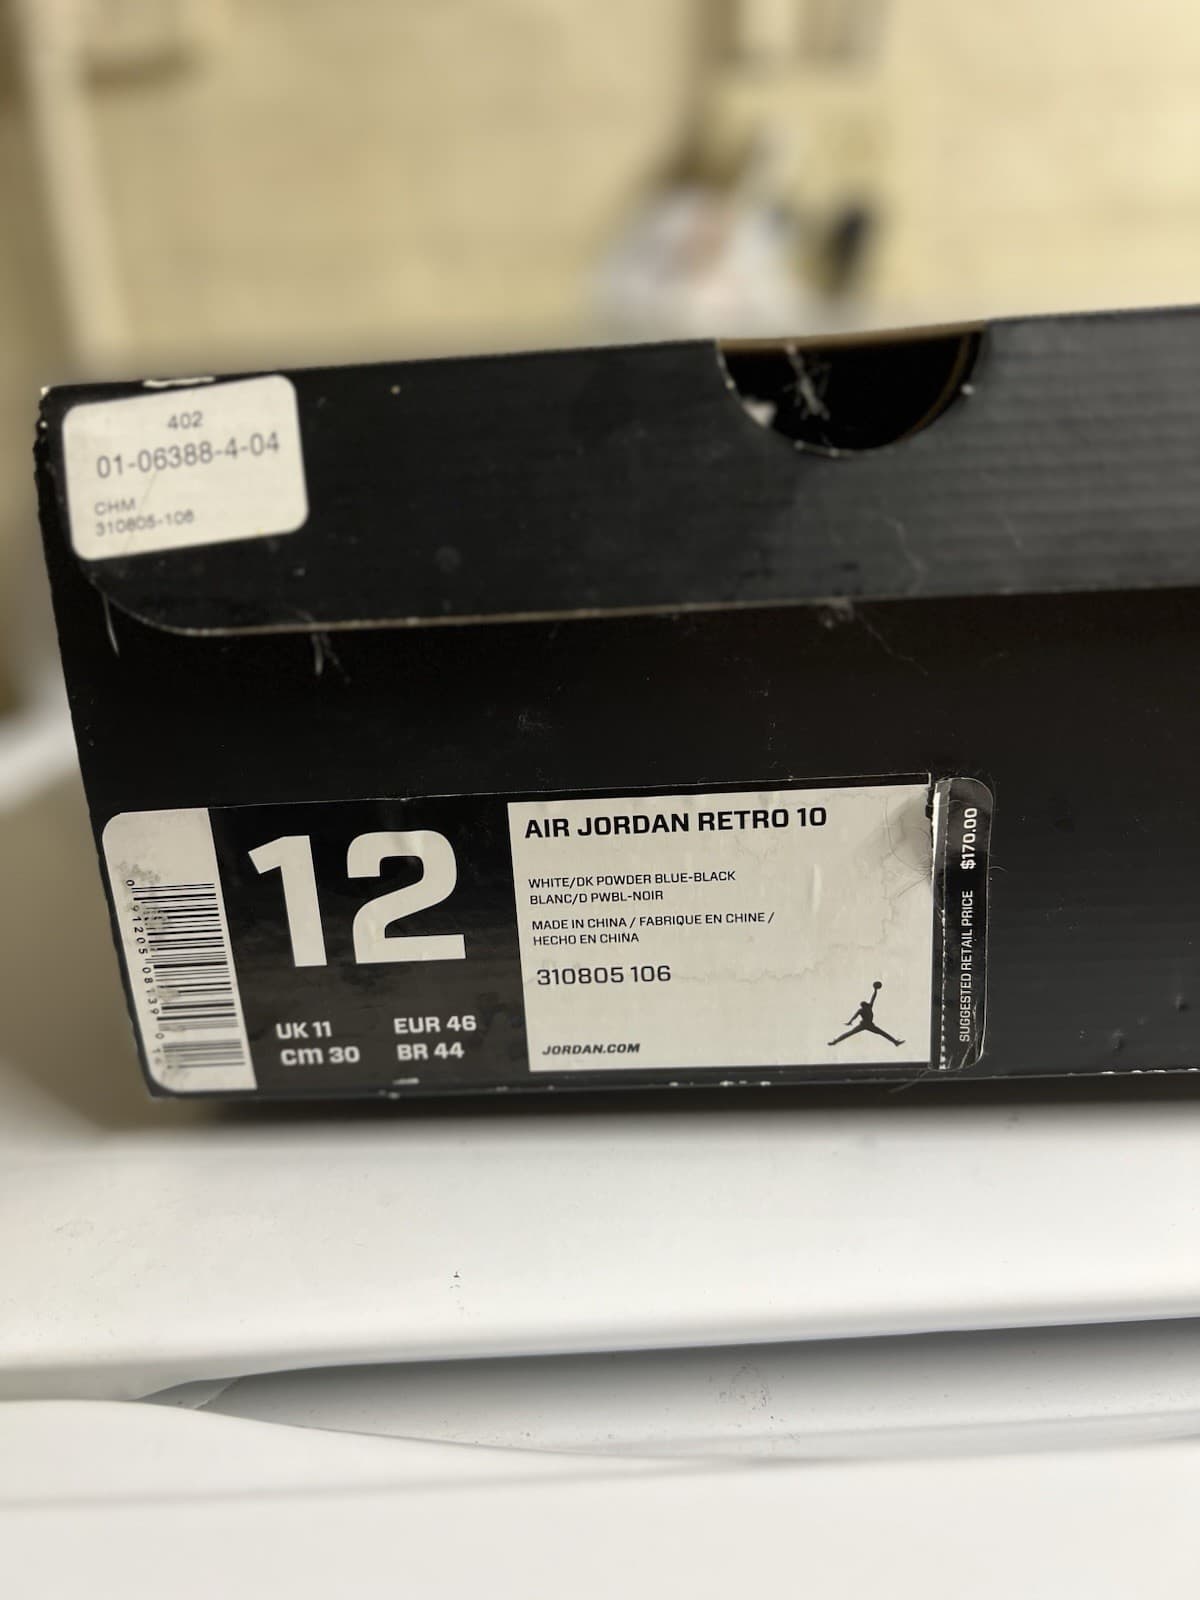 402
01-06388-4-04
CHM
310805-106
12
UK 11
EUR 46
cm 30
BR 44
AIR JORDAN RETRO 10
WHITE/DK POWDER BLUE-BLACK
BLANC/D PWBL-NOIR
MADE IN CHINA / FABRIQUE EN CHINE /
HECHO EN CHINA
310805 106
JORDAN.COM
SUGGESTED RETAIL PRICE $170.00